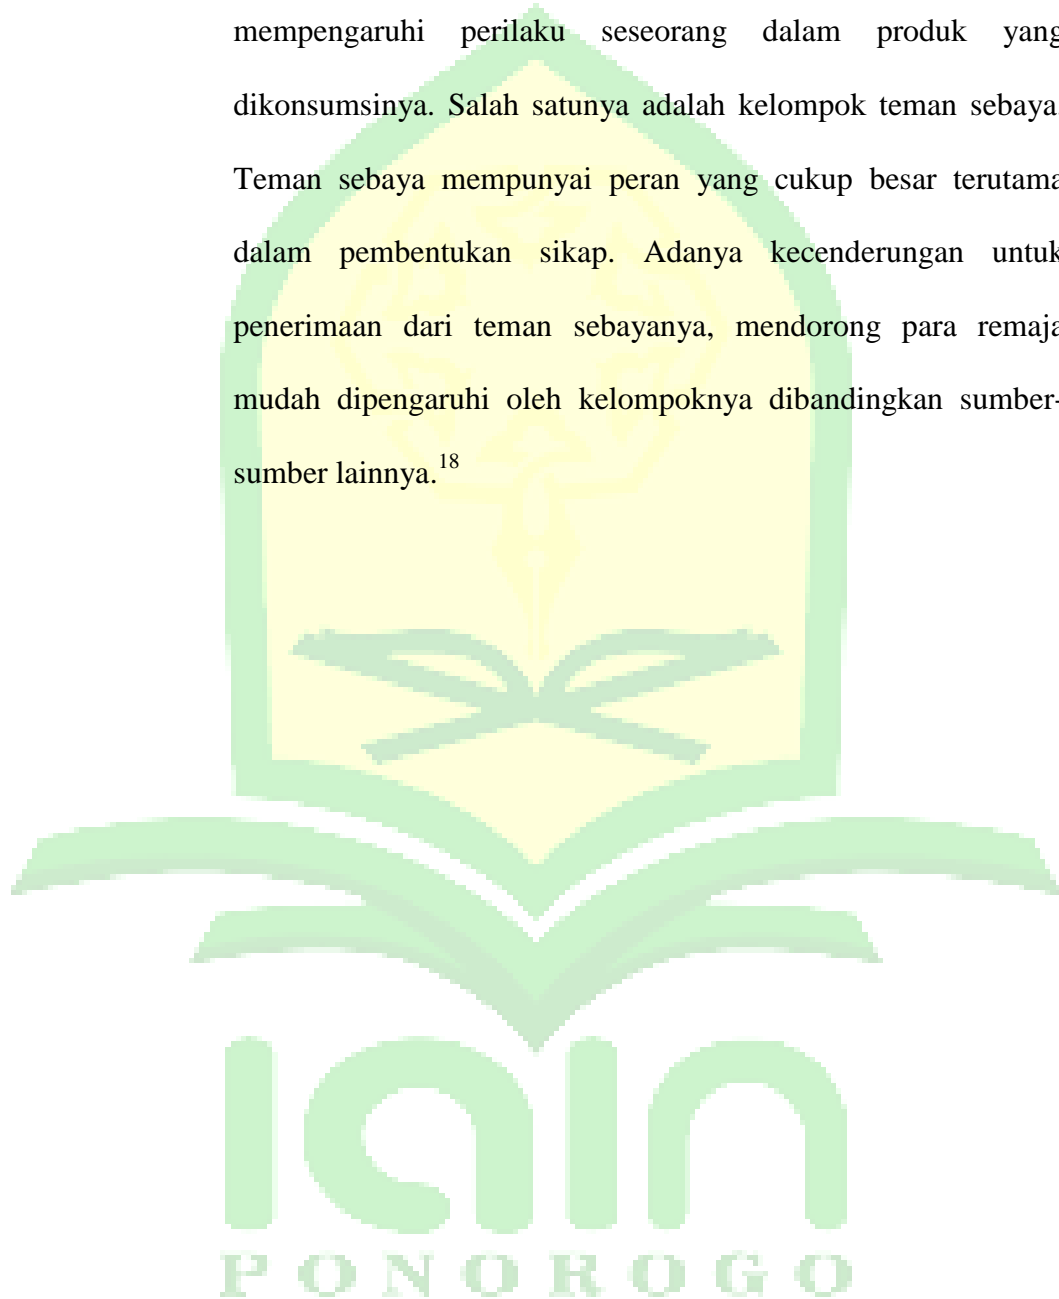 mempengaruhi perilaku seseorang dalam produk yang
dikonsumsinya. Salah satunya adalah kelompok teman sebaya.
Teman sebaya mempunyai peran yang cukup besar terutama
dalam pembentukan sikap. Adanya kecenderungan untuk
penerimaan dari teman sebayanya, mendorong para remaja
mudah dipengaruhi oleh kelompoknya dibandingkan sumber-
sumber lainnya.18
IAIN
PONOROGO